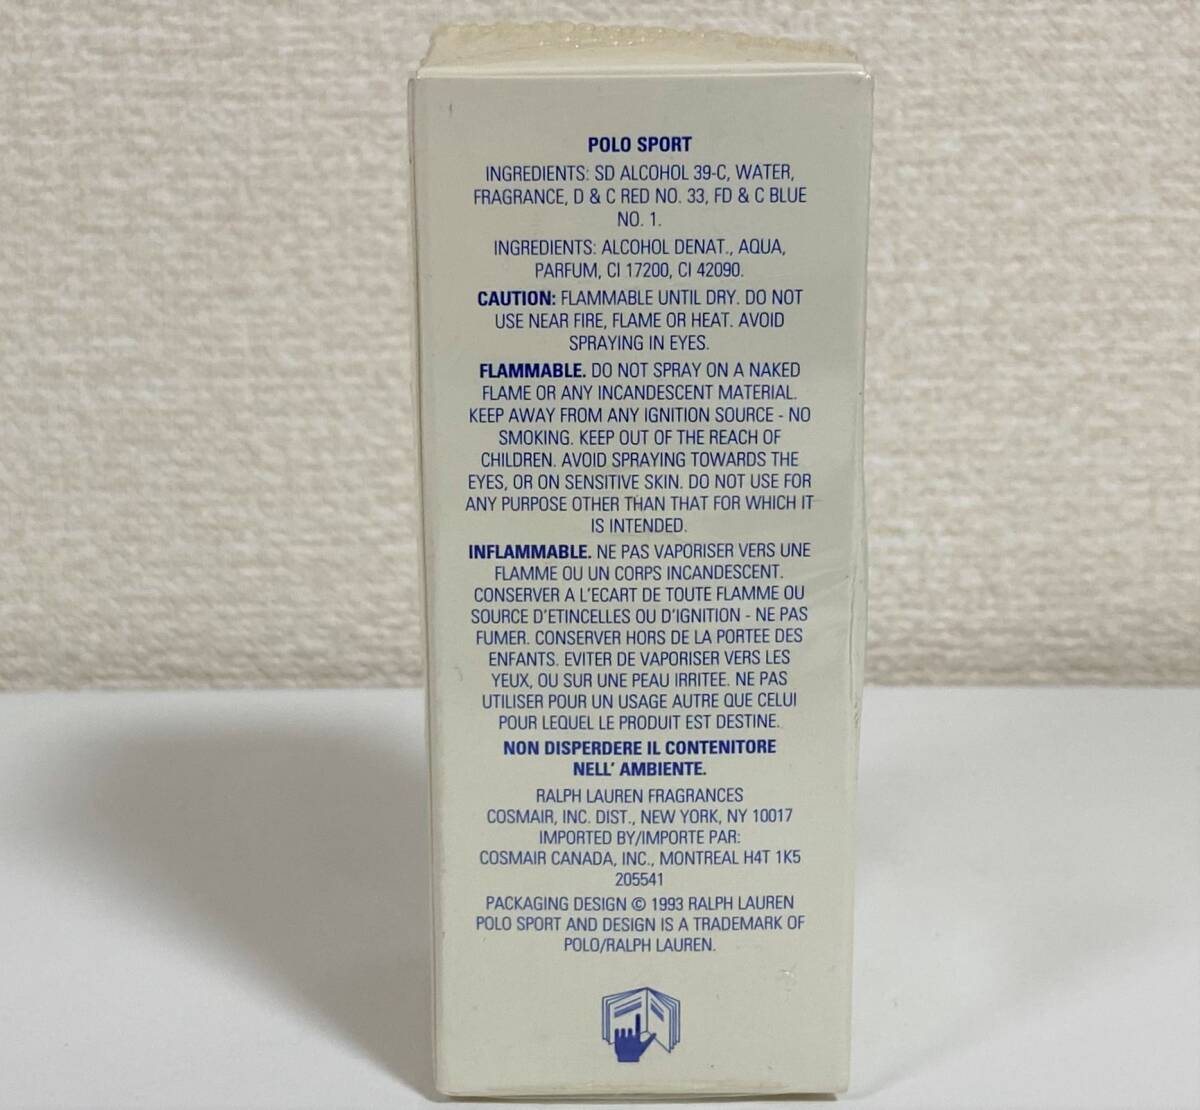 POLO SPORT
INGREDIENTS: SD ALCOHOL 39-C, WATER,
FRAGRANCE, D & C RED NO. 33, FD & C BLUE
NO. 1.
INGREDIENTS: ALCOHOL DENAT., AQUA,
PARFUM, CI 17200, CI 42090.
CAUTION: FLAMMABLE UNTIL DRY. DO NOT
USE NEAR FIRE, FLAME OR HEAT. AVOID
SPRAYING IN EYES.
FLAMMABLE. DO NOT SPRAY ON A NAKED
FLAME OR ANY INCANDESCENT MATERIAL.
KEEP AWAY FROM ANY IGNITION SOURCE - NO
SMOKING. KEEP OUT OF THE REACH OF
CHILDREN. AVOID SPRAYING TOWARDS THE
EYES, OR ON SENSITIVE SKIN. DO NOT USE FOR
ANY PURPOSE OTHER THAN THAT FOR WHICH IT
IS INTENDED.
INFLAMMABLE. NE PAS VAPORISER VERS UNE
FLAMME OU UN CORPS INCANDESCENT.
CONSERVER A L'ECART DE TOUTE FLAMME OU
SOURCE D'ETINCELLES OU D'IGNITION - NE PAS
FUMER. CONSERVER HORS DE LA PORTEE DES
ENFANTS. EVITER DE VAPORISER VERS LES
YEUX, OU SUR UNE PEAU IRRITEE. NE PAS
UTILISER POUR UN USAGE AUTRE QUE CELUI
POUR LEQUEL LE PRODUIT EST DESTINE.
NON DISPERDERE IL CONTENITORE
NELL' AMBIENTE.
RALPH LAUREN FRAGRANCES
COSMAIR, INC. DIST., NEW YORK, NY 10017
IMPORTED BY/IMPORTE PAR:
COSMAIR CANADA, INC., MONTREAL H4T 1K5
205541
PACKAGING DESIGN © 1993 RALPH LAUREN
POLO SPORT AND DESIGN IS A TRADEMARK OF
POLO/RALPH LAUREN.